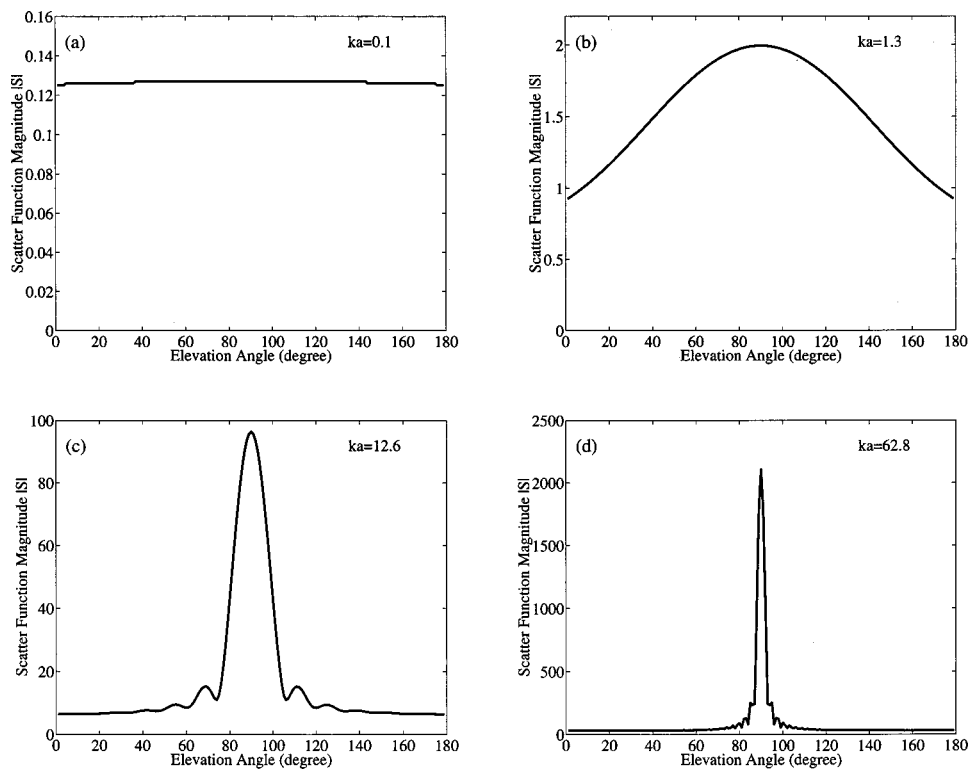 (a)
ka=0.1
Scatter Function Magnitude |S|
0.16
0.14
0.12
0.1
0.08
0.06
0.04
0.02
0
0 20 40 60 80 100 120 140 160 180
Elevation Angle (degree)
(b)
ka=1.3
Scatter Function Magnitude |S|
2
1.5
1
0.5
0
0 20 40 60 80 100 120 140 160 180
Elevation Angle (degree)
(c)
ka=12.6
Scatter Function Magnitude |S|
100
80
60
40
20
0
0 20 40 60 80 100 120 140 160 180
Elevation Angle (degree)
(d)
ka=62.8
Scatter Function Magnitude |S|
2500
2000
1500
1000
500
0
0 20 40 60 80 100 120 140 160 180
Elevation Angle (degree)